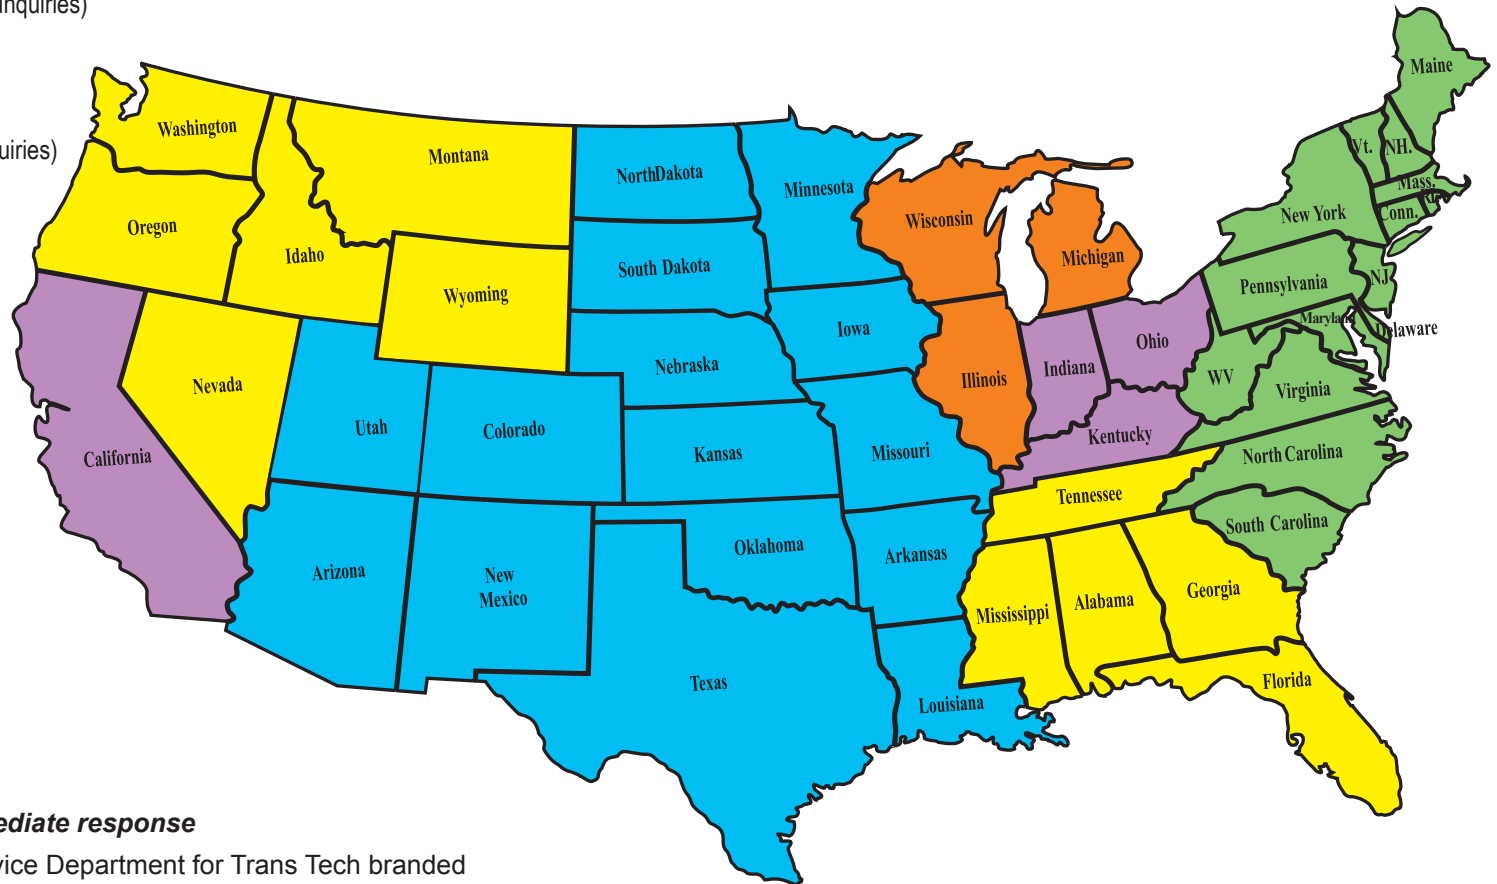 inquiries)
uiries)
Maine
Washington
Montana
Vt.
NH.
NorthDakota
Minnesota
Mass.
RI
Wisconsin
New York
Conn.
Oregon
Idaho
South Dakota
Michigan
Pennsylvania
NJ
Wyoming
Maryland
Iowa
Delaware
Ohio
Nebraska
Indiana
Nevada
Illinois
WV
Virginia
Utah
Colorado
Kentucky
California
Kansas
Missouri
North Carolina
Tennessee
South Carolina
Oklahoma
Arkansas
Arizona
New
Mexico
Georgia
Alabama
Mississippi
Texas
Florida
Louisiana
ediate response
vice Department for Trans Tech branded